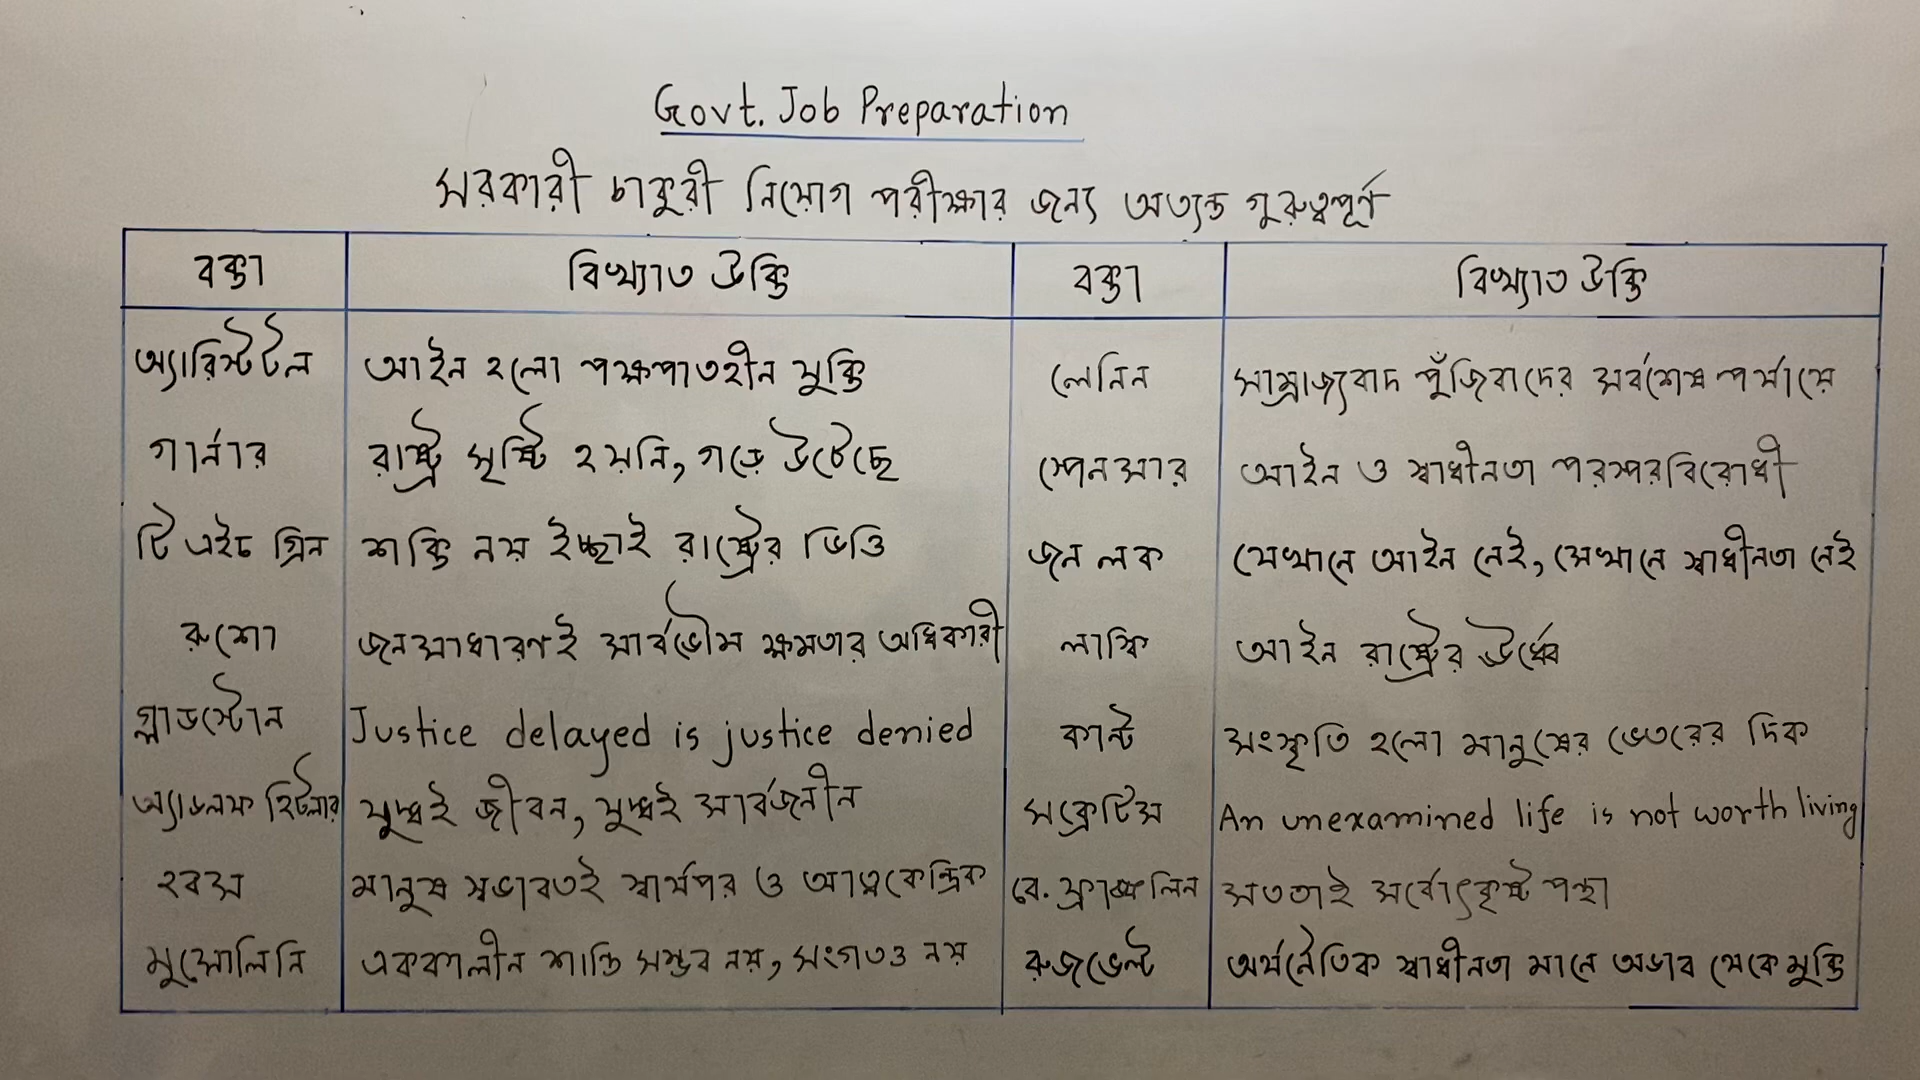 Govt. Job Preparation
সরকারী চাকুরী নিয়োগ পরীক্ষার জন্য অত্যন্ত গুরুত্বপূর্ণ
বক্তা বিখ্যাত উক্তি বক্তা বিখ্যাত উক্তি
অ্যারিস্টটল আইন হলো পক্ষপাতহীন যুক্তি লেনিন সাম্রাজ্যবাদ পুঁজিবাদের সর্বশেষ পর্যায়ে
গার্নার রাষ্ট্র সৃষ্টি হয়নি, গড়ে উঠেছে স্পেনসার আইন ও স্বাধীনতা পরস্পরবিরোধী
টি এইচ গ্রিন শক্তি নয় ইচ্ছাই রাষ্ট্রের ভিত্তি জন লক যেখানে আইন নেই, সেখানে স্বাধীনতা নেই
রুশো জনসাধারণই সার্বভৌম ক্ষমতার অধিকারী লাস্কি আইন রাষ্ট্রের উর্ধ্বে
গ্লাডস্টোন Justice delayed is justice denied কান্ট সংস্কৃতি হলো মানুষের ভেতরের দিক
অ্যাডলফ হিটলার যুদ্ধই জীবন, যুদ্ধই সার্বজনীন সক্রেটিস An unexamined life is not worth living
হবস মানুষ স্বভাবতই স্বার্থপর ও আত্মকেন্দ্রিক বে. ফ্রাঙ্কলিন সততাই সর্বোৎকৃষ্ট পন্থা
মুসোলিনি এককালীন শান্তি সম্ভব নয়, সংগতও নয় রুজভেল্ট অর্থনৈতিক স্বাধীনতা মানে অভাব থেকে মুক্তি